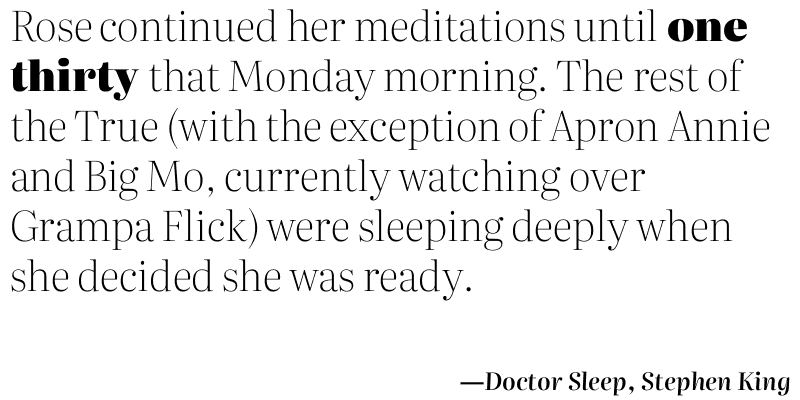 Rose continued her meditations until one
thirty that Monday morning. The rest of
the True (with the exception of Apron Annie
and Big Mo, currently watching over
Grampa Flick) were sleeping deeply when
she decided she was ready.
—Doctor Sleep, Stephen King